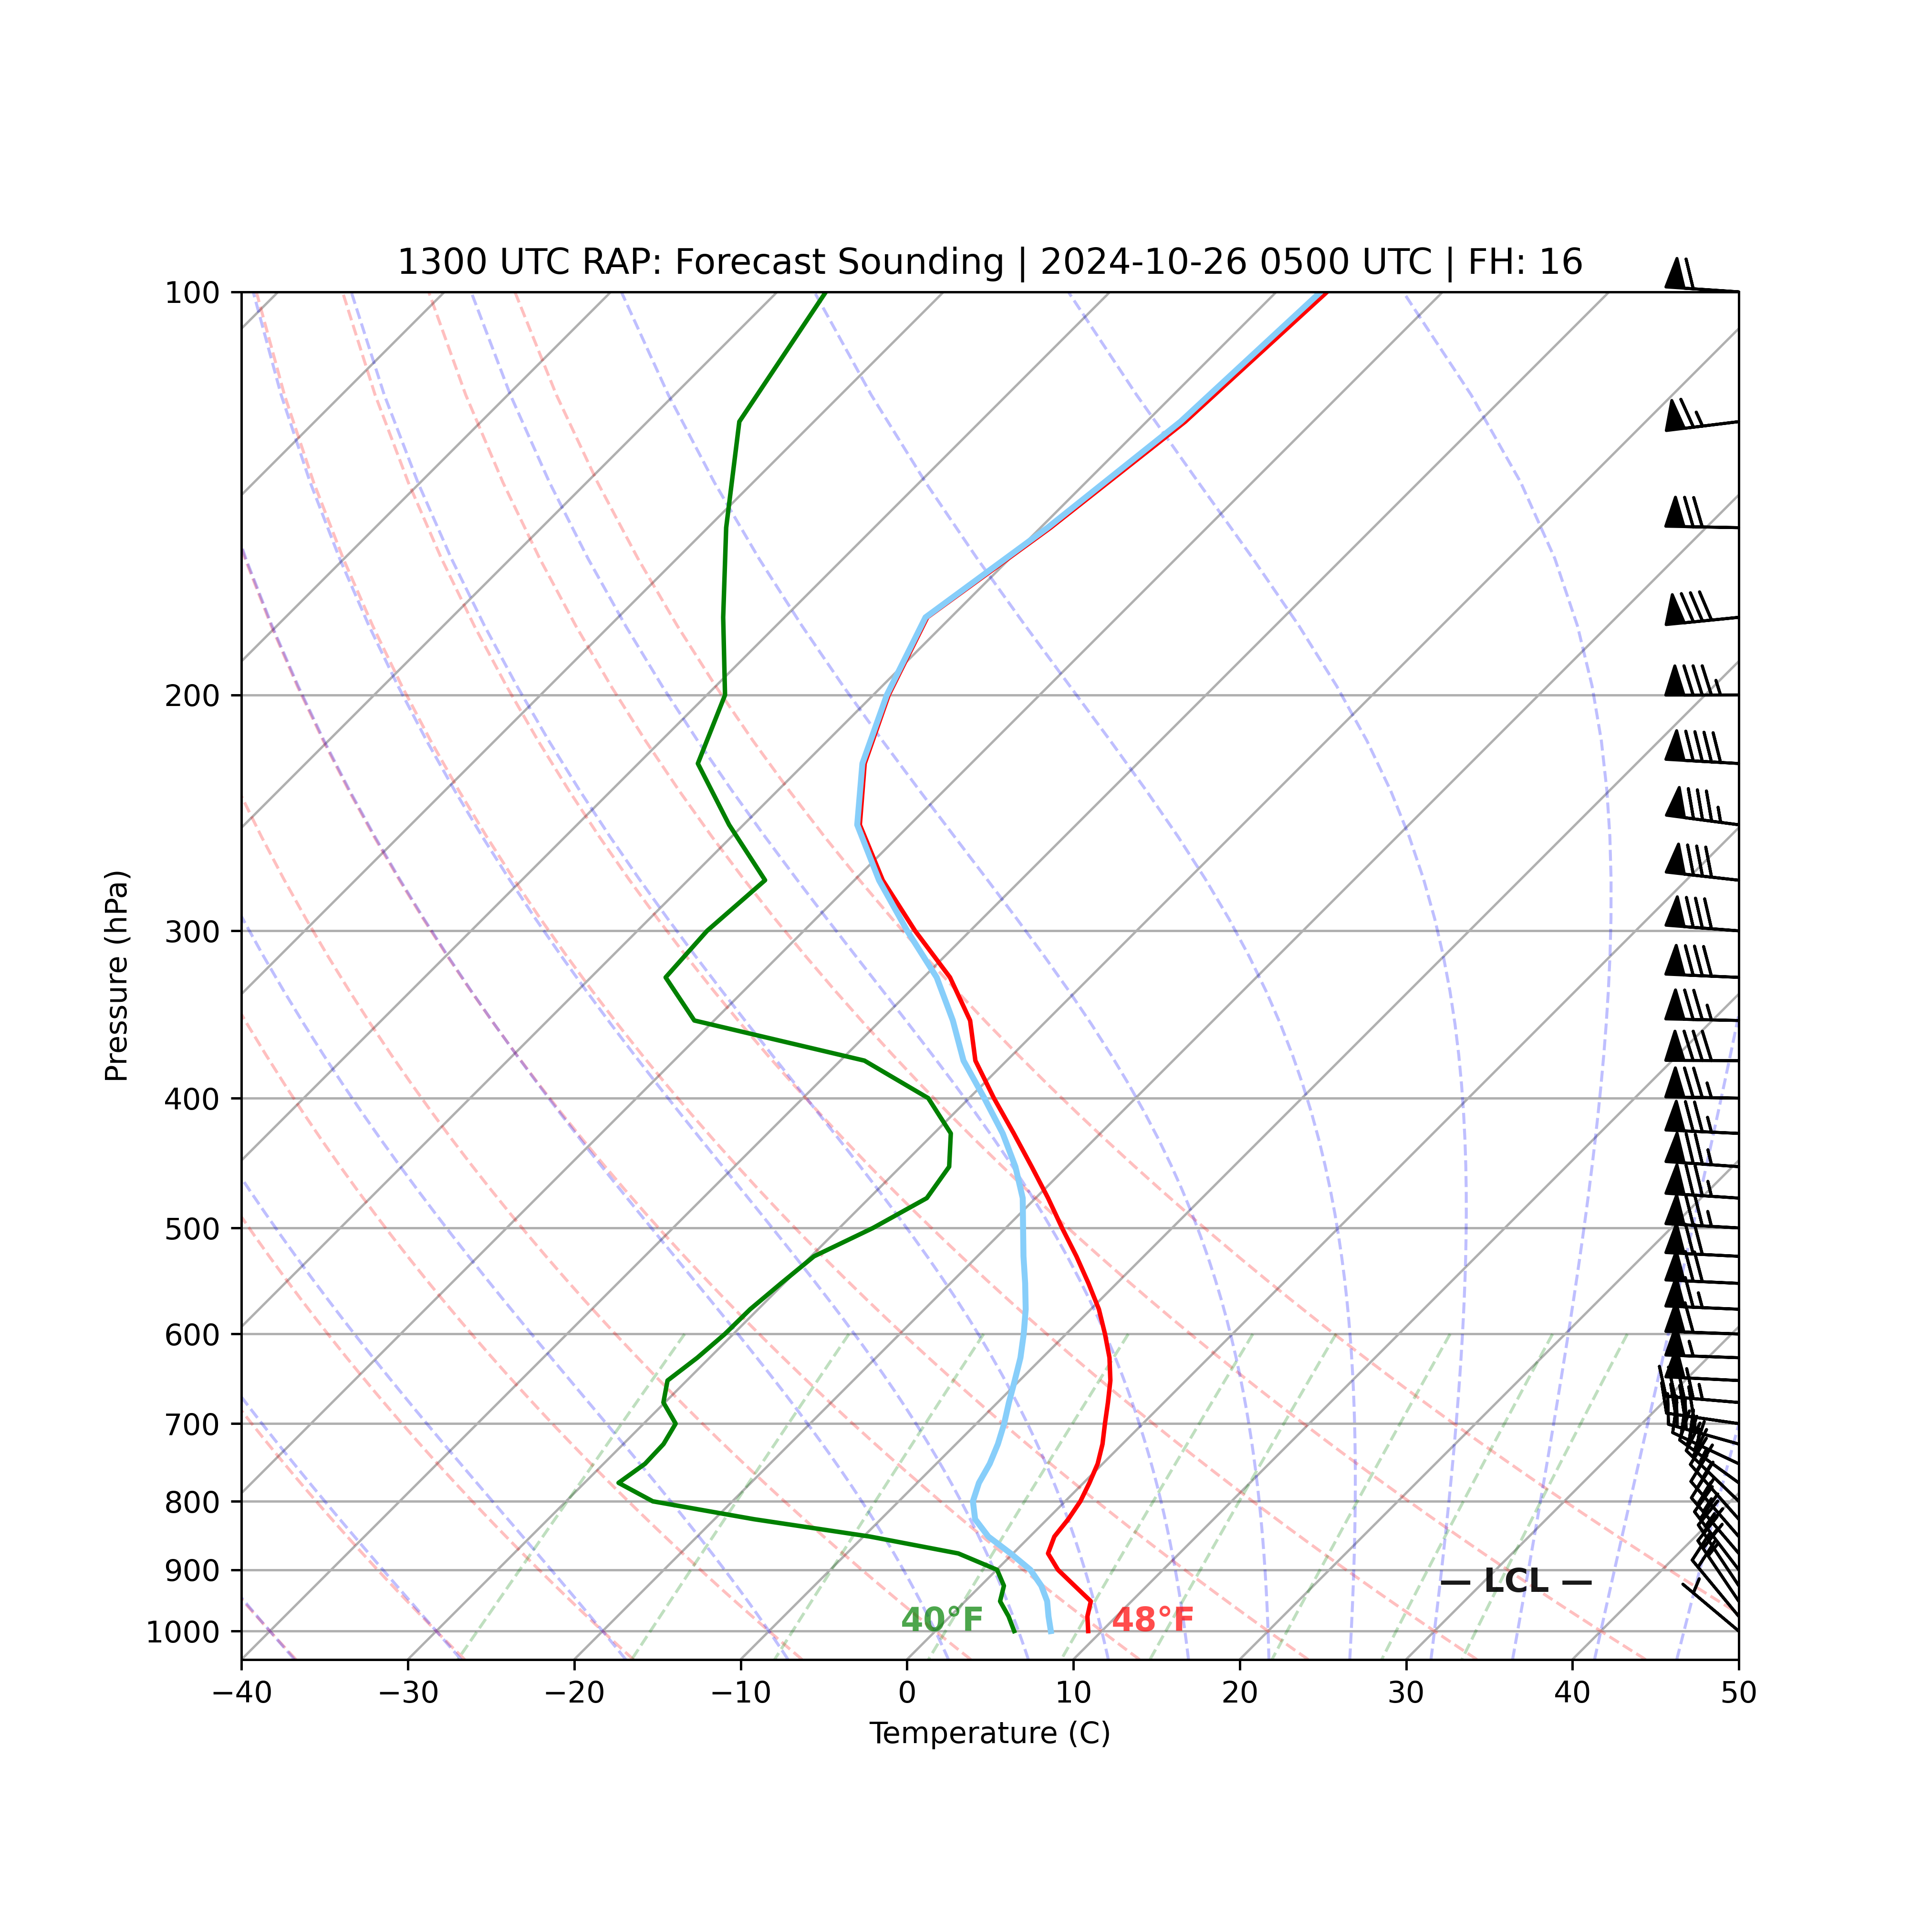 1300 UTC RAP: Forecast Sounding | 2024-10-26 0500 UTC | FH: 16
100
200
300
400
500
600
700
800
900
1000
Pressure (hPa)
— LCL —
40°F 48°F
−40 −30 −20 −10 0 10 20 30 40 50
Temperature (C)